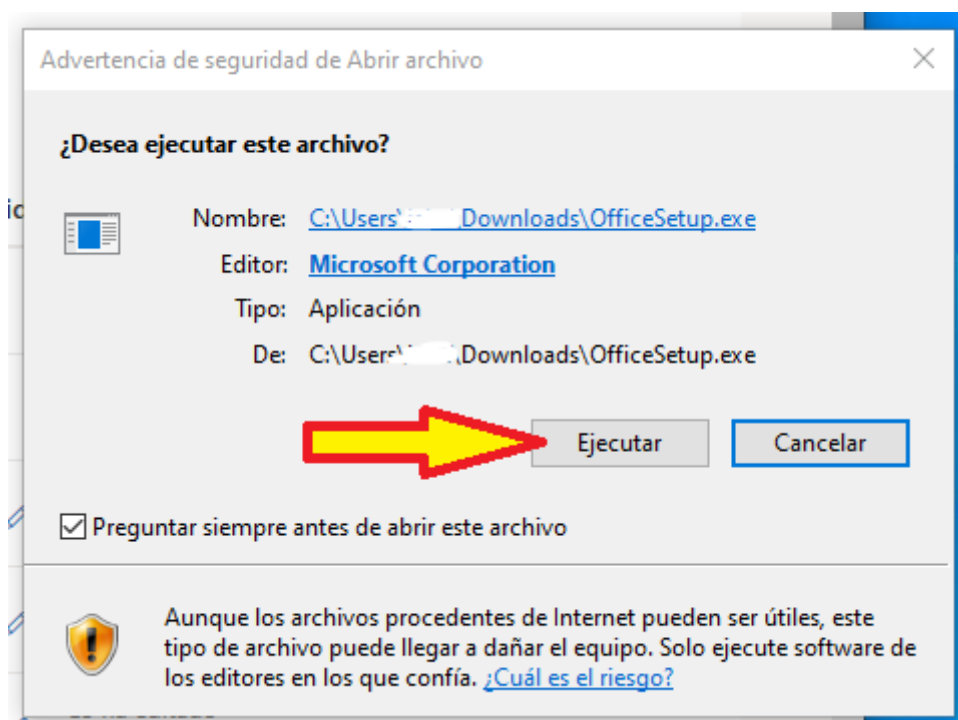 Advertencia de seguridad de Abrir archivo
¿Desea ejecutar este archivo?
Nombre: C:\Users\ \Downloads\OfficeSetup.exe
Editor: Microsoft Corporation
Tipo: Aplicación
De: C:\Users\ \Downloads\OfficeSetup.exe
Ejecutar Cancelar
Preguntar siempre antes de abrir este archivo
Aunque los archivos procedentes de Internet pueden ser útiles, este
tipo de archivo puede llegar a dañar el equipo. Solo ejecute software de
los editores en los que confía. ¿Cuál es el riesgo?